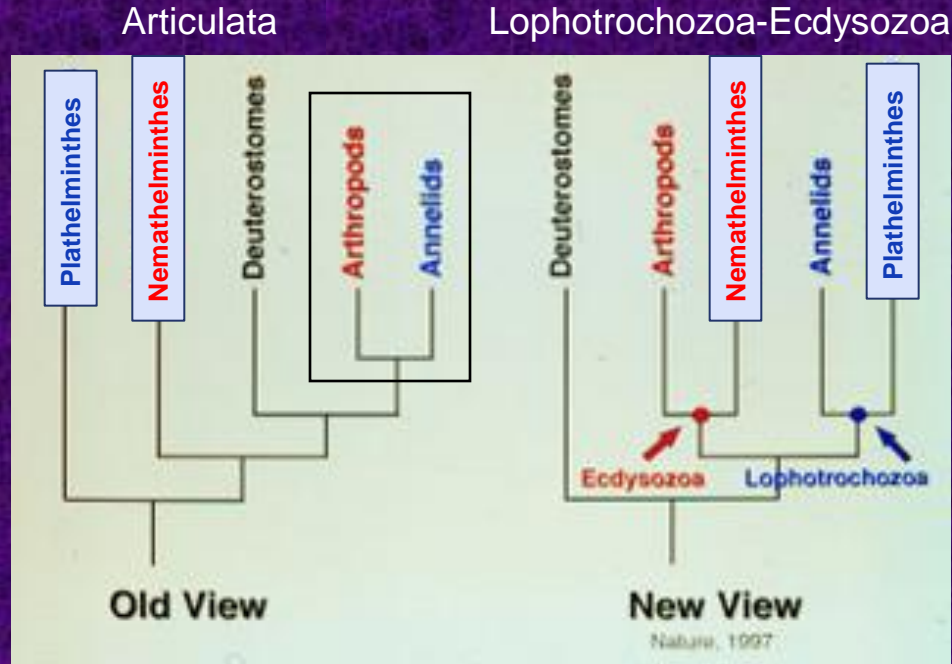 Articulata
Lophotrochozoa-Ecdysozoa
Plathelminthes
Nemathelminthes
Deuterostomes
Arthropods
Annelids
Old View
Deuterostomes
Arthropods
Nemathelminthes
Annelids
Plathelminthes
Ecdysozoa
Lophotrochozoa
New View
Nature, 1997